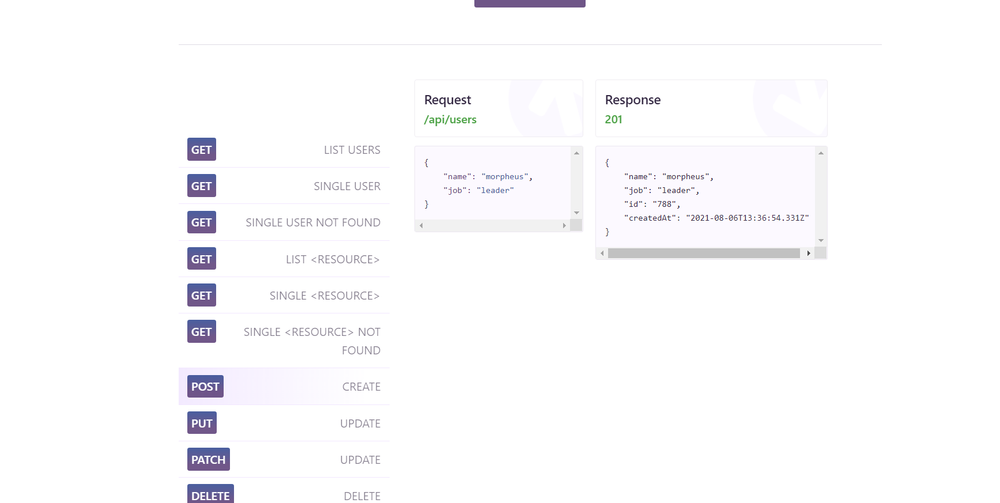 GET LIST USERS
GET SINGLE USER
GET SINGLE USER NOT FOUND
GET LIST <RESOURCE>
GET SINGLE <RESOURCE>
GET SINGLE <RESOURCE> NOT
FOUND
POST CREATE
PUT UPDATE
PATCH UPDATE
DELETE DELETE
Request
/api/users
{
    "name": "morpheus",
    "job": "leader"
}
Response
201
{
    "name": "morpheus",
    "job": "leader",
    "id": "788",
    "createdAt": "2021-08-06T13:36:54.331Z"
}